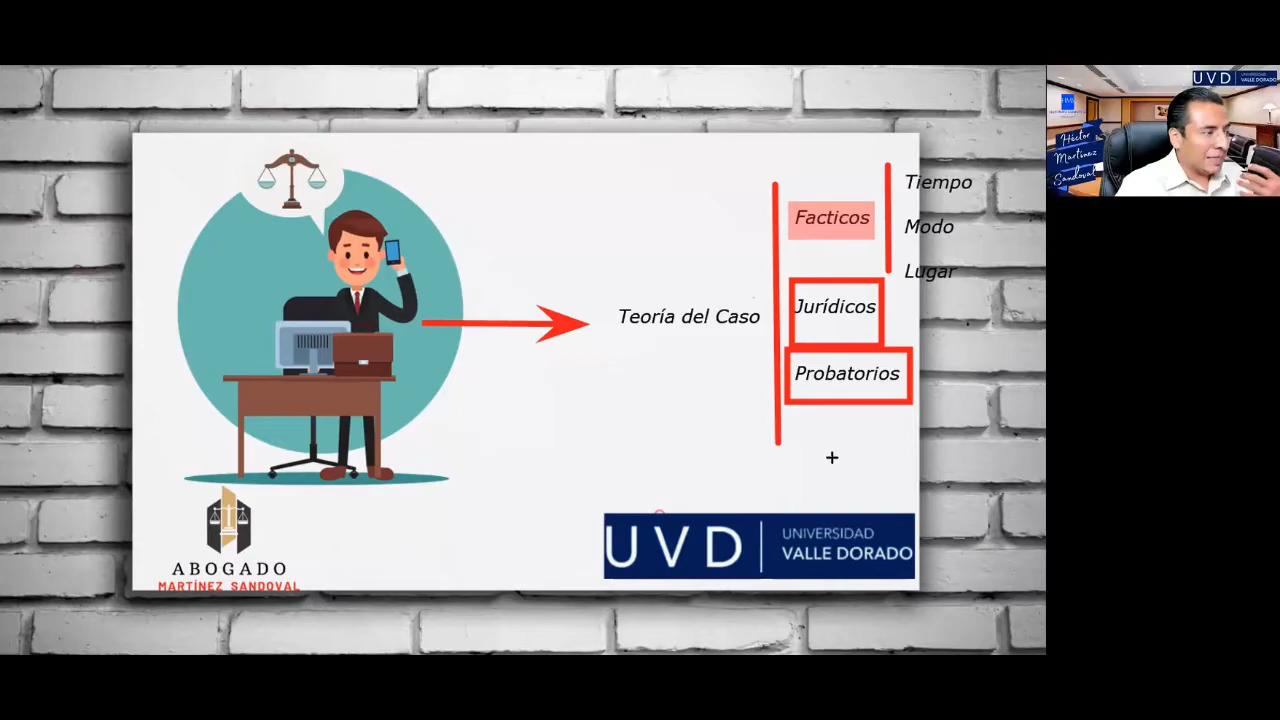 Teoría del Caso
Facticos
Jurídicos
Probatorios
Tiempo
Modo
Lugar
ABOGADO
MARTÍNEZ SANDOVAL
UVD
UNIVERSIDAD
VALLE DORADO
UVD
UNIVERSIDAD
VALLE DORADO
Héctor
Martínez
Sandoval